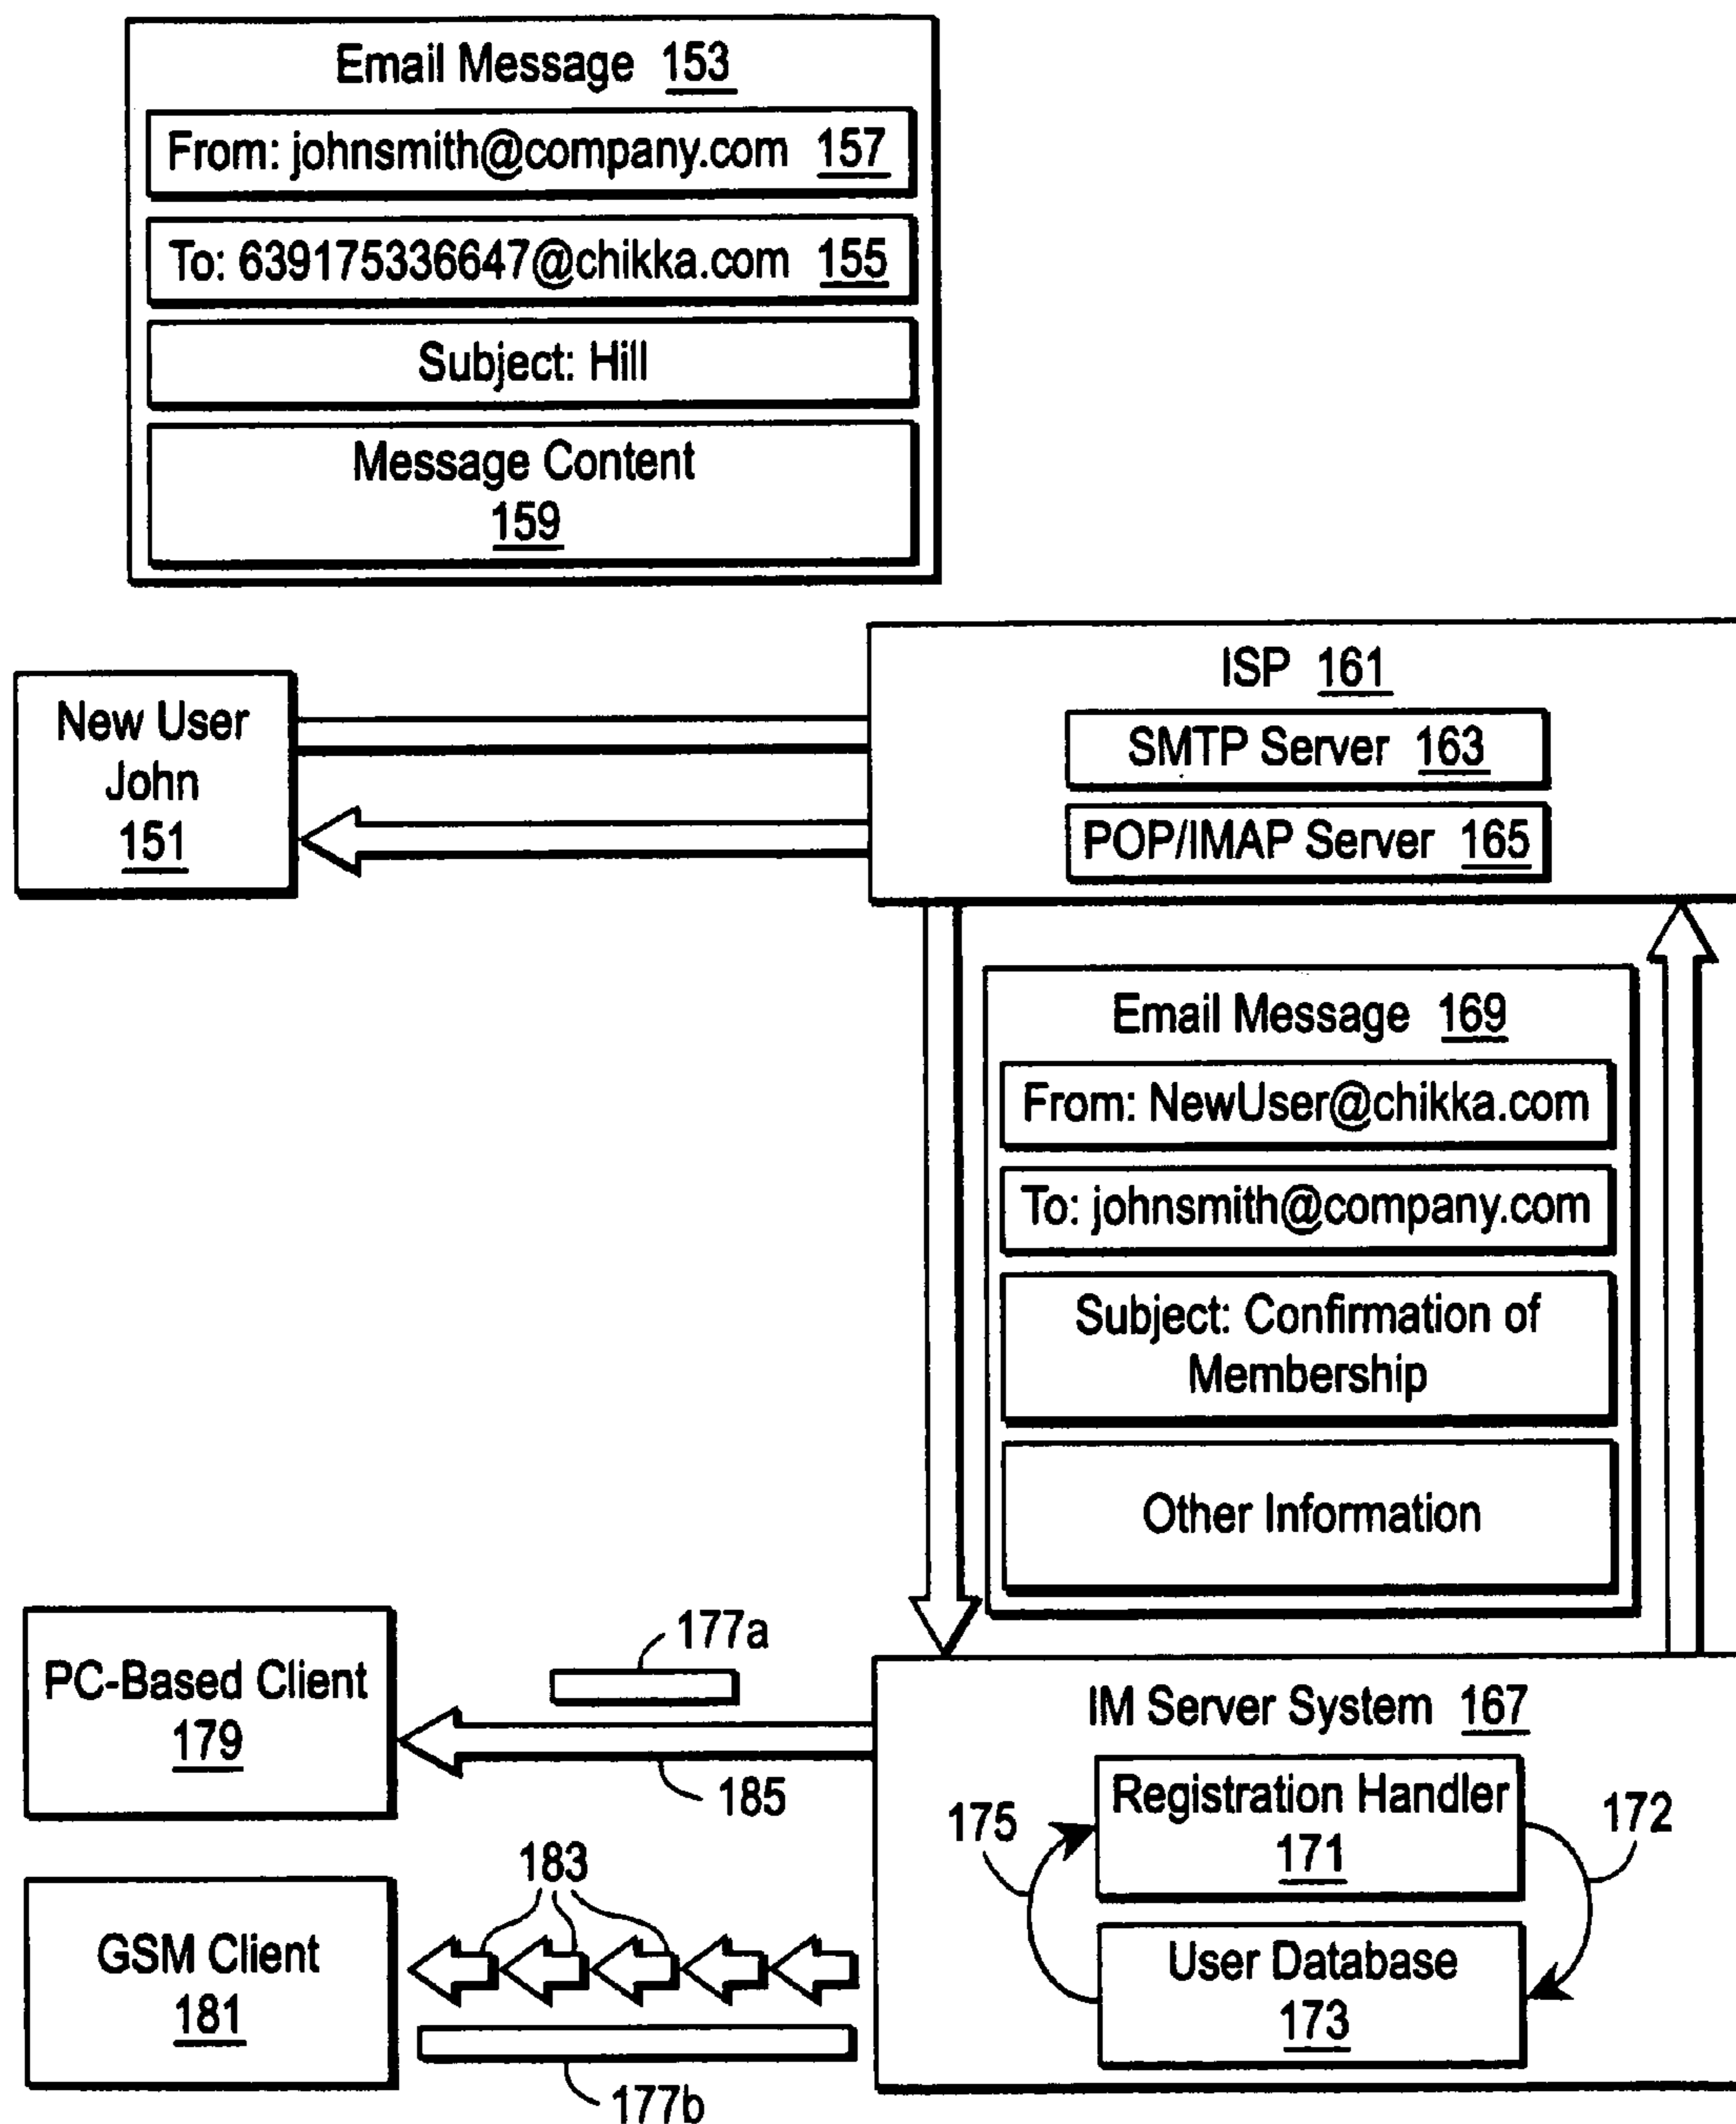 Email Message 153
From: johnsmith@company.com 157
To: 639175336647@chikka.com 155
Subject: Hill
Message Content
159
New User
John
151
ISP 161
SMTP Server 163
POP/IMAP Server 165
Email Message 169
From: NewUser@chikka.com
To: johnsmith@company.com
Subject: Confirmation of
Membership
Other Information
PC-Based Client
179
177a
185
IM Server System 167
Registration Handler
171
175
172
User Database
173
GSM Client
181
183
177b